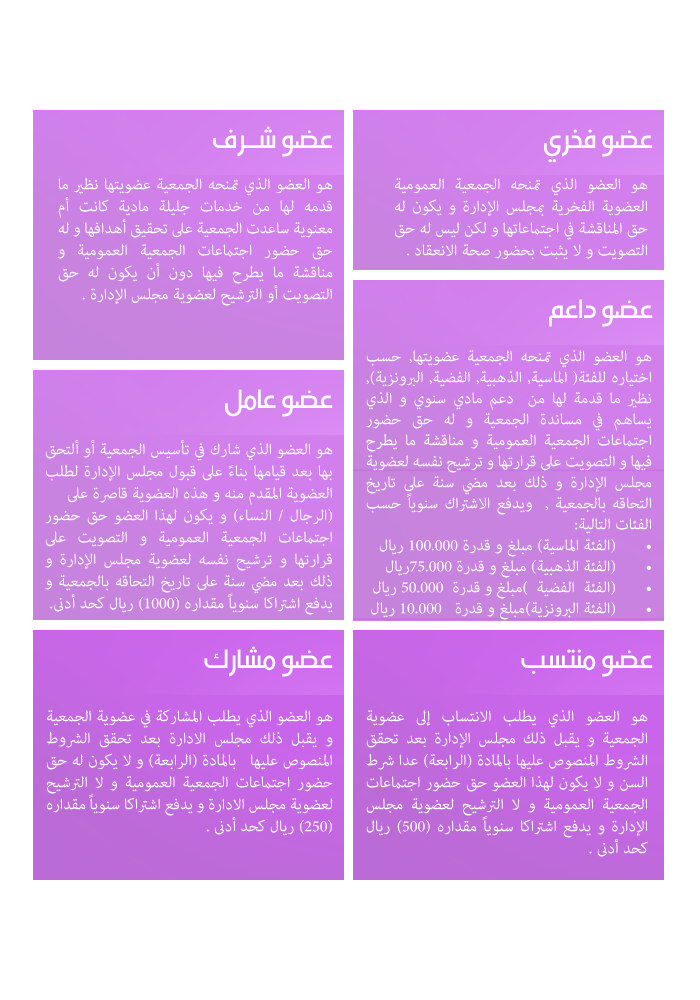 عضو فخري
هو العضو الذي تمنحه الجمعية العمومية
العضوية الفخرية بمجلس الإدارة و يكون له
حق المناقشة في اجتماعاتها و لكن ليس له حق
التصويت و لا يثبت بحضور صحة الانعقاد .
عضو شــرف
هو العضو الذي تمنحه الجمعية عضويتها نظير ما
قدمه لها من خدمات جليلة مادية كانت أم
معنوية ساعدت الجمعية على تحقيق أهدافها و له
حق حضور اجتماعات الجمعية العمومية و
مناقشة ما يطرح فيها دون أن يكون له حق
التصويت أو الترشيح لعضوية مجلس الإدارة .
عضو داعم
هو العضو الذي تمنحه الجمعية عضويتها, حسب
اختياره للفئة( الماسية, الذهبية, الفضية, البرونزية),
نظير ما قدمة لها من دعم مادي سنوي و الذي
يساهم في مساندة الجمعية و له حق حضور
اجتماعات الجمعية العمومية و مناقشة ما يطرح
فيها و التصويت على قرارتها و ترشيح نفسه لعضوية
مجلس الإدارة و ذلك بعد مضي سنة على تاريخ
التحاقه بالجمعية , ويدفع الاشتراك سنوياً حسب
الفئات التالية:
• (الفئة الماسية) مبلغ و قدرة 100.000 ريال
• (الفئة الذهبية) مبلغ و قدرة 75.000ريال
• (الفئة الفضية )مبلغ و قدرة 50.000 ريال
• (الفئة البرونزية)مبلغ و قدرة 10.000 ريال
عضو عامل
هو العضو الذي شارك في تأسيس الجمعية أو ألتحق
بها بعد قيامها بناءً على قبول مجلس الإدارة لطلب
العضوية المقدم منه و هذه العضوية قاصرة على
(الرجال / النساء) و يكون لهذا العضو حق حضور
اجتماعات الجمعية العمومية و التصويت على
قرارتها و ترشيح نفسه لعضوية مجلس الإدارة و
ذلك بعد مضي سنة على تاريخ التحاقه بالجمعية و
يدفع اشتراكا سنوياً مقداره (1000) ريال كحد أدنى.
عضو منتسب
هو العضو الذي يطلب الانتساب إلى عضوية
الجمعية و يقبل ذلك مجلس الإدارة بعد تحقق
الشروط المنصوص عليها بالمادة (الرابعة) عدا شرط
السن و لا يكون لهذا العضو حق حضور اجتماعات
الجمعية العمومية و لا الترشيح لعضوية مجلس
الإدارة و يدفع اشتراكا سنوياً مقداره (500) ريال
كحد أدنى .
عضو مشارك
هو العضو الذي يطلب المشاركة في عضوية الجمعية
و يقبل ذلك مجلس الادارة بعد تحقق الشروط
المنصوص عليها بالمادة (الرابعة) و لا يكون له حق
حضور اجتماعات الجمعية العمومية و لا الترشيح
لعضوية مجلس الادارة و يدفع اشتراكا سنوياً مقداره
(250) ريال كحد أدنى .